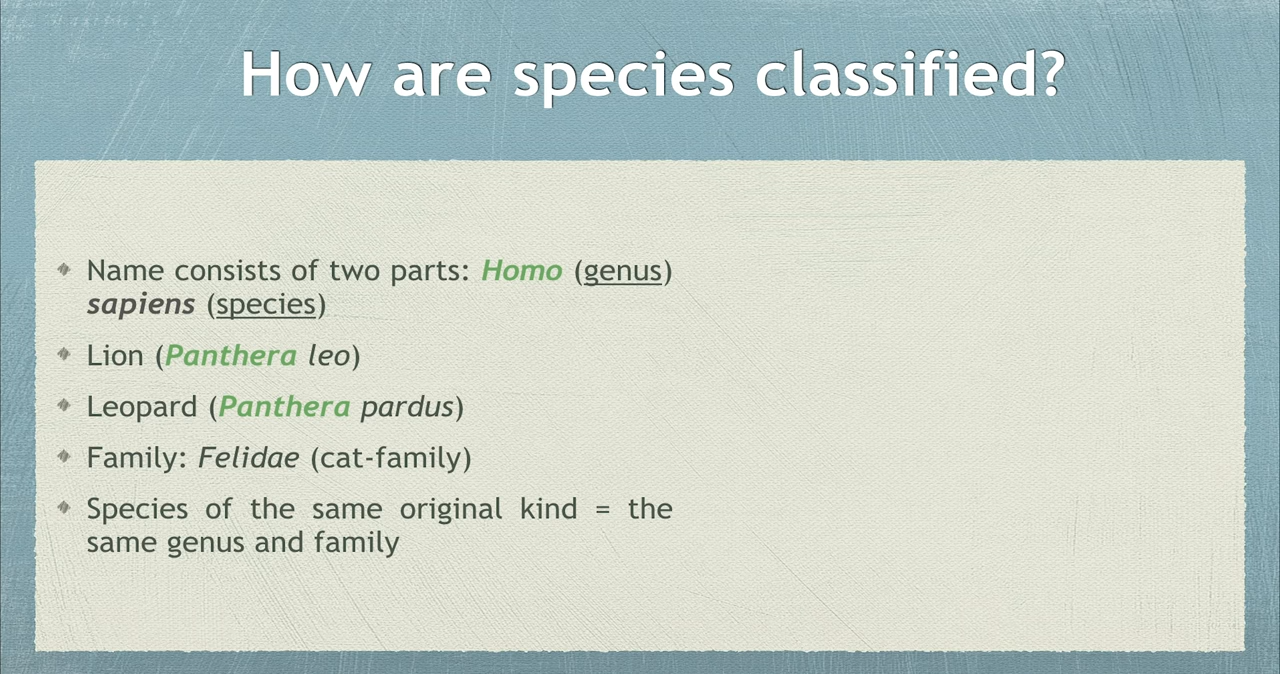 How are species classified?
Name consists of two parts: Homo (genus)
sapiens (species)
Lion (Panthera leo)
Leopard (Panthera pardus)
Family: Felidae (cat-family)
Species of the same original kind = the
same genus and family